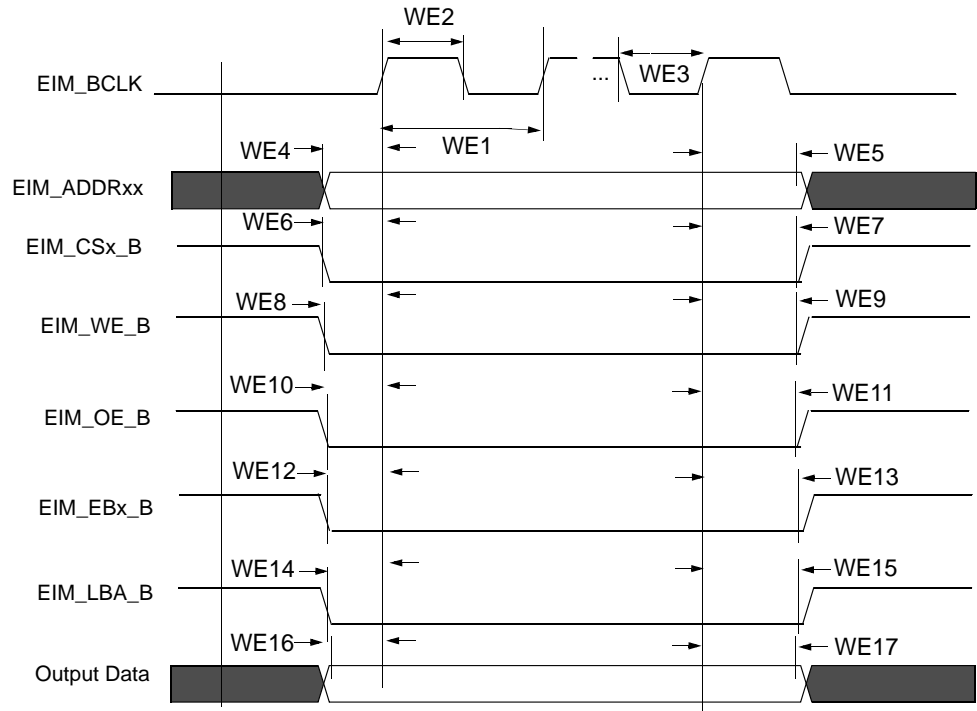 WE2
EIM_BCLK
...
WE3
WE1
WE4
WE5
EIM_ADDRxx
WE6
WE7
EIM_CSx_B
WE8
WE9
EIM_WE_B
WE10
WE11
EIM_OE_B
WE12
WE13
EIM_EBx_B
WE14
WE15
EIM_LBA_B
WE16
WE17
Output Data